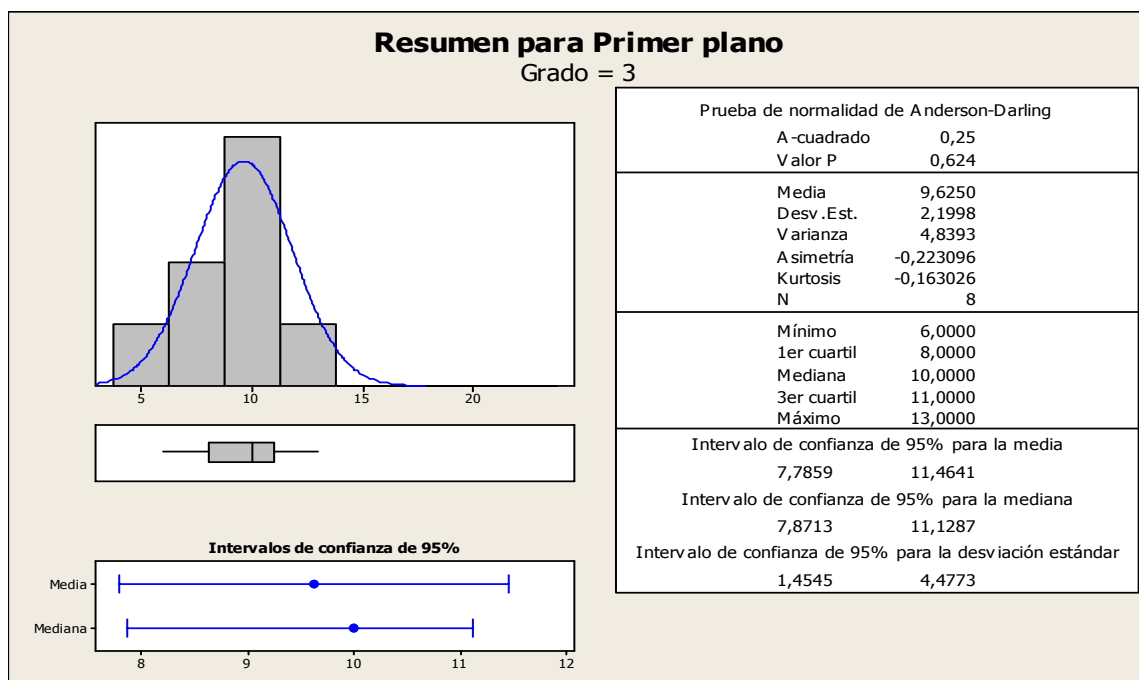 Resumen para Primer plano
Grado = 3
5 10 15 20
Intervalos de confianza de 95%
Media
Mediana
8 9 10 11 12
Prueba de normalidad de Anderson-Darling
A-cuadrado 0,25
Valor P 0,624
Media 9,6250
Desv.Est. 2,1998
Varianza 4,8393
Asimetría -0,223096
Kurtosis -0,163026
N 8
Mínimo 6,0000
1er cuartil 8,0000
Mediana 10,0000
3er cuartil 11,0000
Máximo 13,0000
Intervalo de confianza de 95% para la media
7,7859 11,4641
Intervalo de confianza de 95% para la mediana
7,8713 11,1287
Intervalo de confianza de 95% para la desviación estándar
1,4545 4,4773